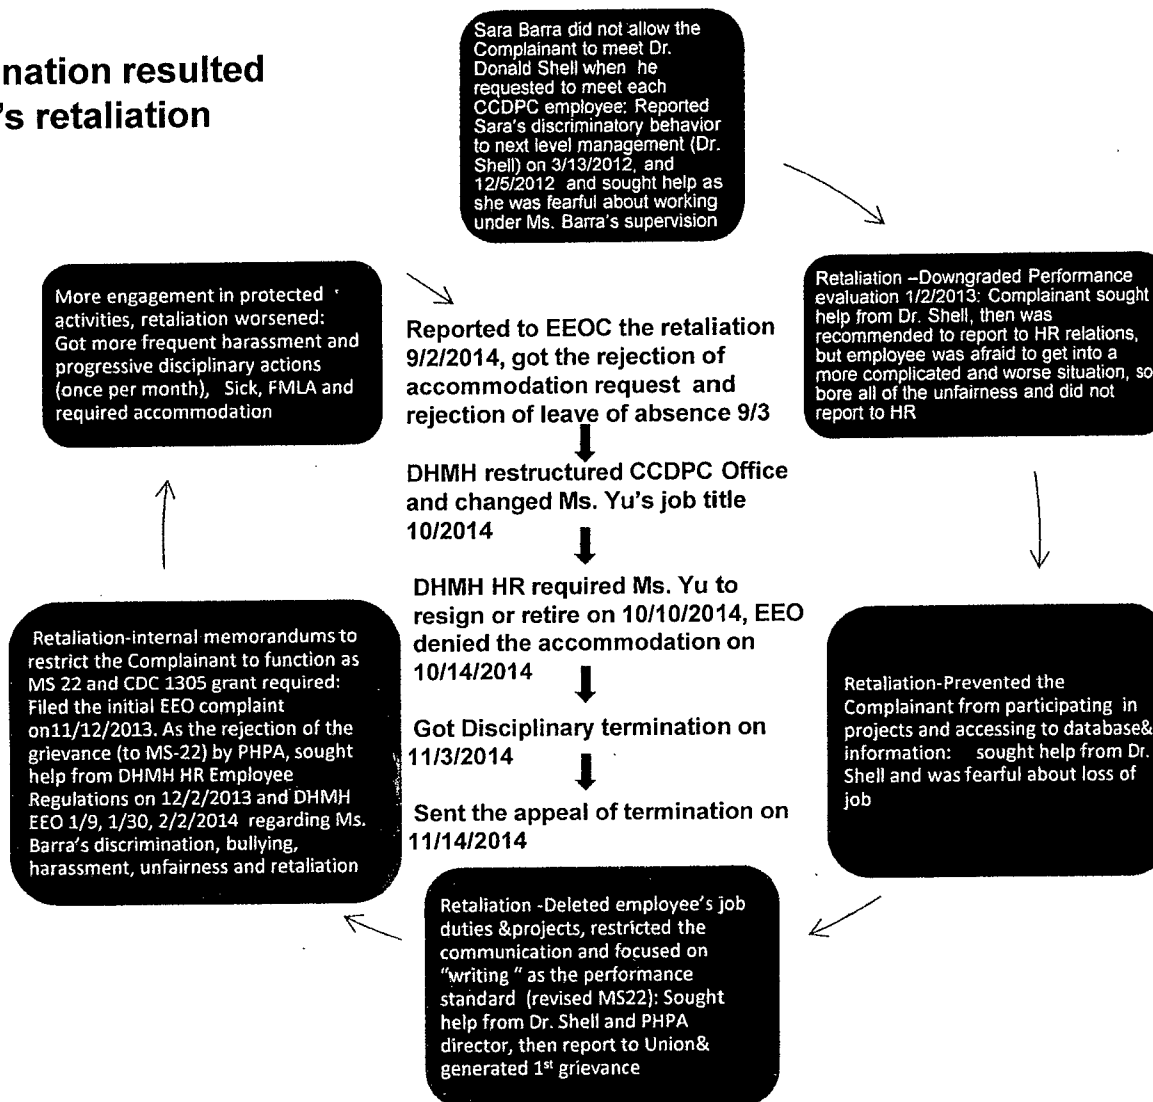 nation resulted
's retaliation
Sara Barra did not allow the
Complainant to meet Dr.
Donald Shell when he
requested to meet each
CCDPC employee: Reported
Sara's discriminatory behavior
to next level management (Dr.
Shell) on 3/13/2012, and
12/5/2012 and sought help as
she was fearful about working
under Ms. Barra's supervision
Retaliation –Downgraded Performance
evaluation 1/2/2013: Complainant sought
help from Dr. Shell, then was
recommended to report to HR relations,
but employee was afraid to get into a
more complicated and worse situation, so
bore all of the unfairness and did not
report to HR
Retaliation-Prevented the
Complainant from participating in
projects and accessing to database&
information: sought help from Dr.
Shell and was fearful about loss of
job
Retaliation -Deleted employee's job
duties &projects, restricted the
communication and focused on
"writing " as the performance
standard (revised MS22): Sought
help from Dr. Shell and PHPA
director, then report to Union&
generated 1st grievance
Retaliation-internal memorandums to
restrict the Complainant to function as
MS 22 and CDC 1305 grant required:
Filed the initial EEO complaint
on11/12/2013. As the rejection of the
grievance (to MS-22) by PHPA, sought
help from DHMH HR Employee
Regulations on 12/2/2013 and DHMH
EEO 1/9, 1/30, 2/2/2014 regarding Ms.
Barra's discrimination, bullying,
harassment, unfairness and retaliation
More engagement in protected
activities, retaliation worsened:
Got more frequent harassment and
progressive disciplinary actions
(once per month), Sick, FMLA and
required accommodation
Reported to EEOC the retaliation
9/2/2014, got the rejection of
accommodation request and
rejection of leave of absence 9/3
DHMH restructured CCDPC Office
and changed Ms. Yu's job title
10/2014
DHMH HR required Ms. Yu to
resign or retire on 10/10/2014, EEO
denied the accommodation on
10/14/2014
Got Disciplinary termination on
11/3/2014
Sent the appeal of termination on
11/14/2014